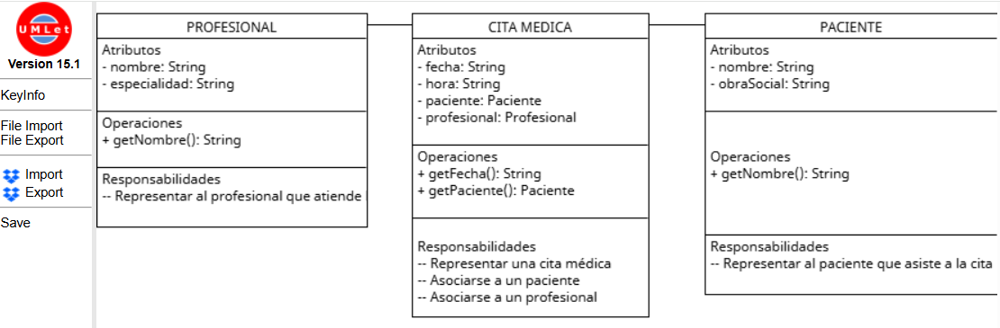 UMLet
Version 15.1
KeyInfo
File Import
File Export
Import
Export
Save
PROFESIONAL
Atributos
- nombre: String
- especialidad: String
Operaciones
+ getNombre(): String
Responsabilidades
-- Representar al profesional que atiende
CITA MEDICA
Atributos
- fecha: String
- hora: String
- paciente: Paciente
- profesional: Profesional
Operaciones
+ getFecha(): String
+ getPaciente(): Paciente
Responsabilidades
-- Representar una cita médica
-- Asociarse a un paciente
-- Asociarse a un profesional
PACIENTE
Atributos
- nombre: String
- obraSocial: String
Operaciones
+ getNombre(): String
Responsabilidades
-- Representar al paciente que asiste a la cita